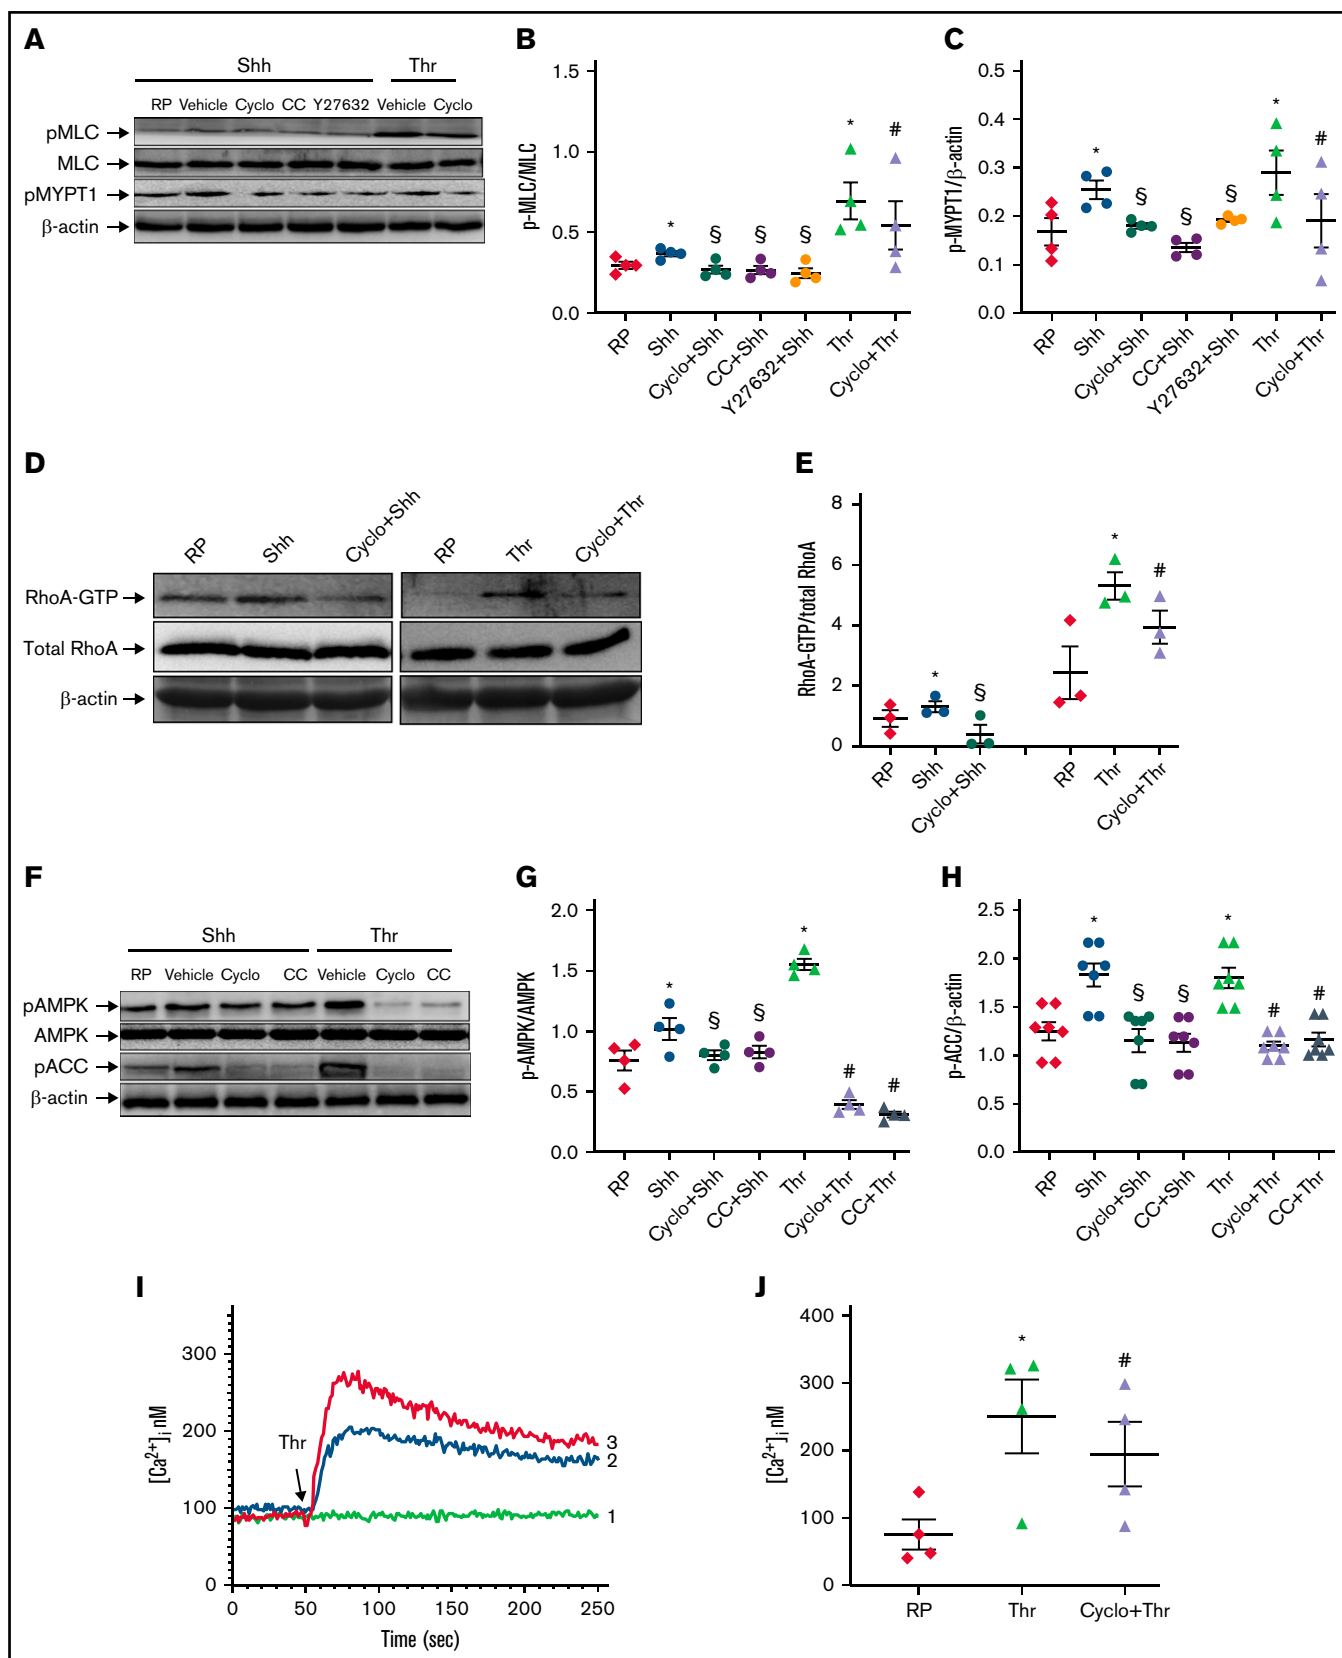 A
Shh Thr
RP Vehicle Cyclo CC Y27632 Vehicle Cyclo
pMLC
MLC
pMYPT1
β-actin
B
p-MLC/MLC
1.5
1.0
0.5
0.0
* § § § * #
RP Shh Cyclo+Shh CC+Shh Y27632+Shh Thr Cyclo+Thr
C
p-MYPT1/β-actin
0.5
0.4
0.3
0.2
0.1
0.0
* § § § * #
RP Shh Cyclo+Shh CC+Shh Y27632+Shh Thr Cyclo+Thr
D
RP Shh Cyclo+Shh RP Thr Cyclo+Thr
RhoA-GTP
Total RhoA
β-actin
E
RhoA-GTP/total RhoA
8
6
4
2
0
* § * #
RP Shh Cyclo+Shh RP Thr Cyclo+Thr
F
Shh Thr
RP Vehicle Cyclo CC Vehicle Cyclo CC
pAMPK
AMPK
pACC
β-actin
G
p-AMPK/AMPK
2.0
1.5
1.0
0.5
0.0
* § § * # #
RP Shh Cyclo+Shh CC+Shh Thr Cyclo+Thr CC+Thr
H
p-ACC/β-actin
2.5
2.0
1.5
1.0
0.5
0.0
* § § * # #
RP Shh Cyclo+Shh CC+Shh Thr Cyclo+Thr CC+Thr
I
[Ca²⁺]ᵢ nM
300
200
100
0
Thr
3
2
1
0 50 100 150 200 250
Time (sec)
J
[Ca²⁺]ᵢ nM
400
300
200
100
0
* #
RP Thr Cyclo+Thr